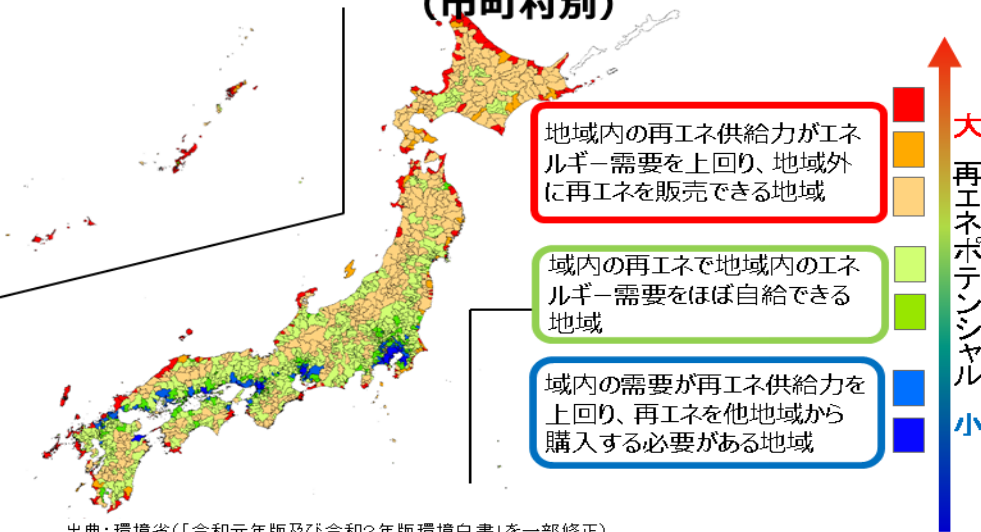 (市町村別)
地域内の再エネ供給力がエネ
ルギー需要を上回り、地域外
に再エネを販売できる地域
域内の再エネで地域内のエネ
ルギー需要をほぼ自給できる
地域
域内の需要が再エネ供給力を
上回り、再エネを他地域から
購入する必要がある地域
大
再エネポテンシャル
小
出典：環境省(「令和元年版及び令和2年版環境白書」を一部修正)